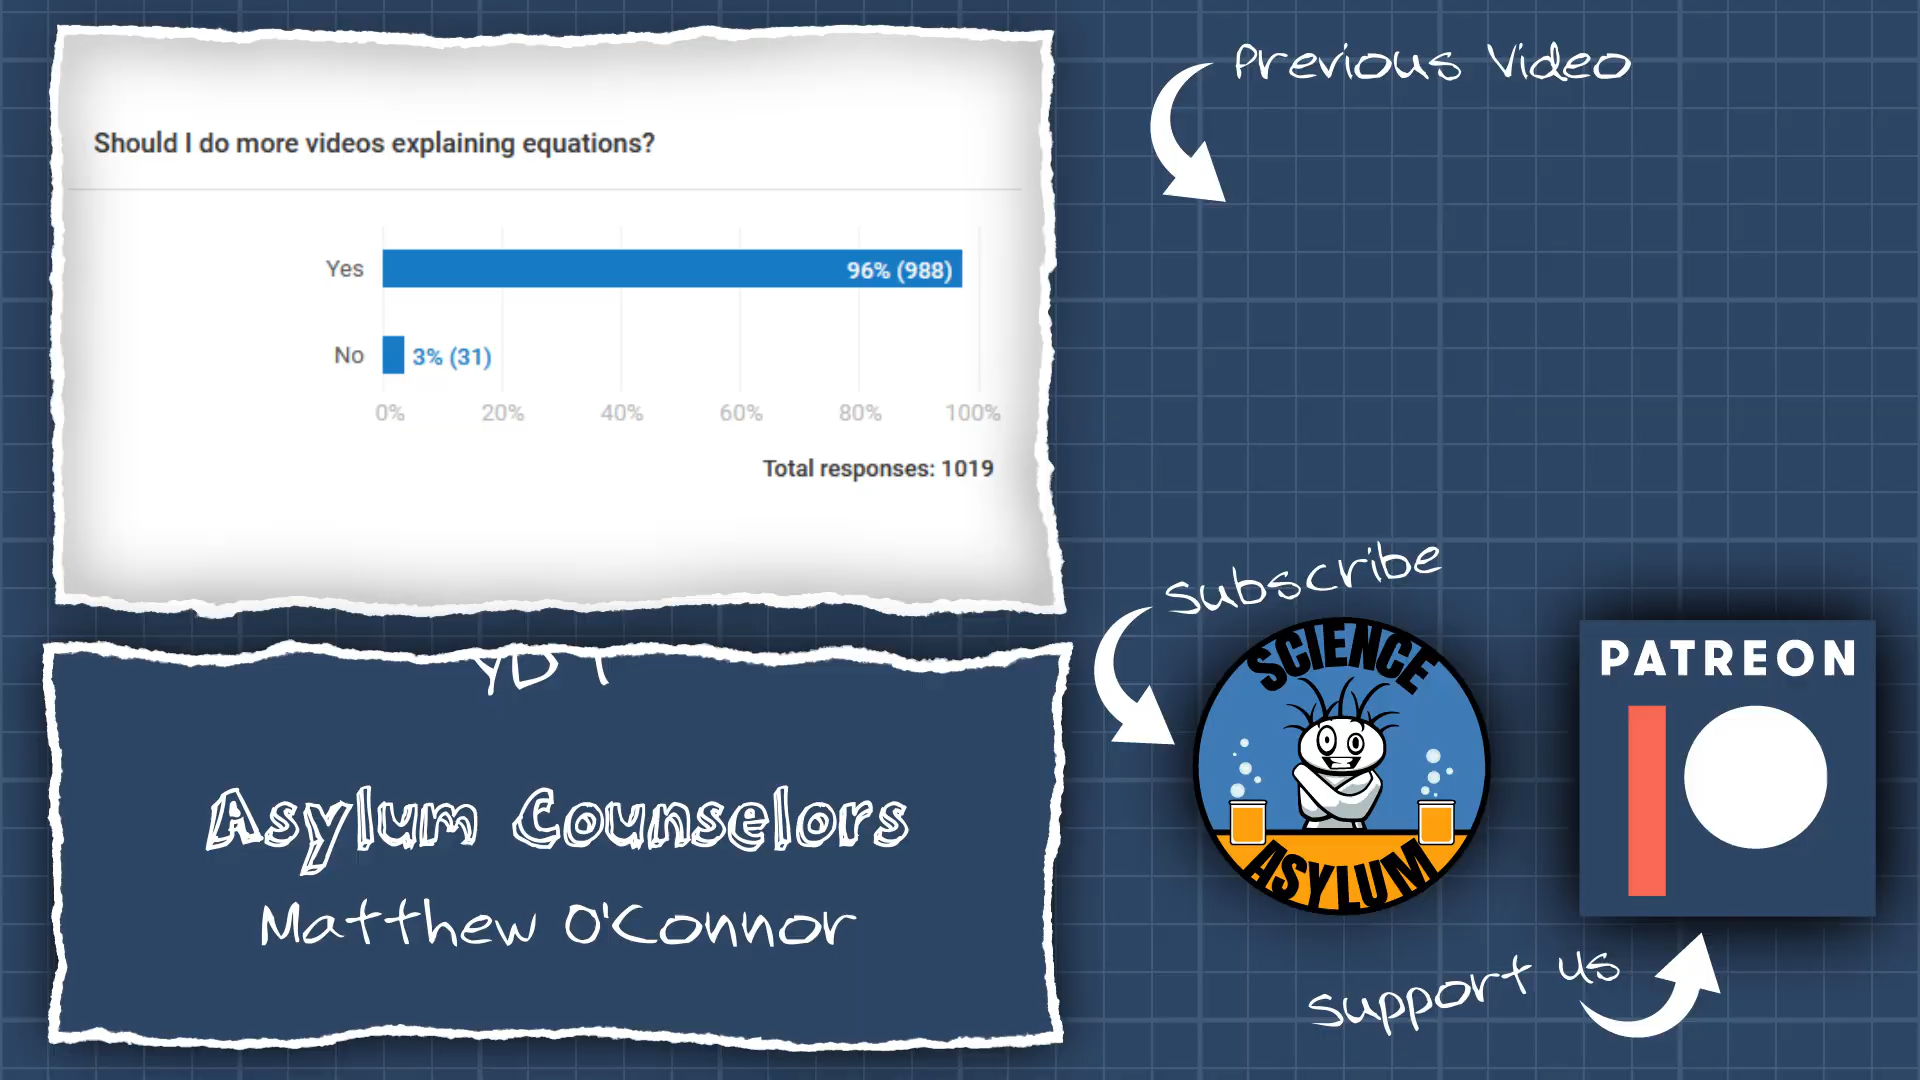 Should I do more videos explaining equations?
Yes
96% (988)
No
3% (31)
0% 20% 40% 60% 80% 100%
Total responses: 1019
Previous Video
Subscribe
SCIENCE
ASYLUM
PATREON
Support us
Asylum Counselors
Matthew O'Connor